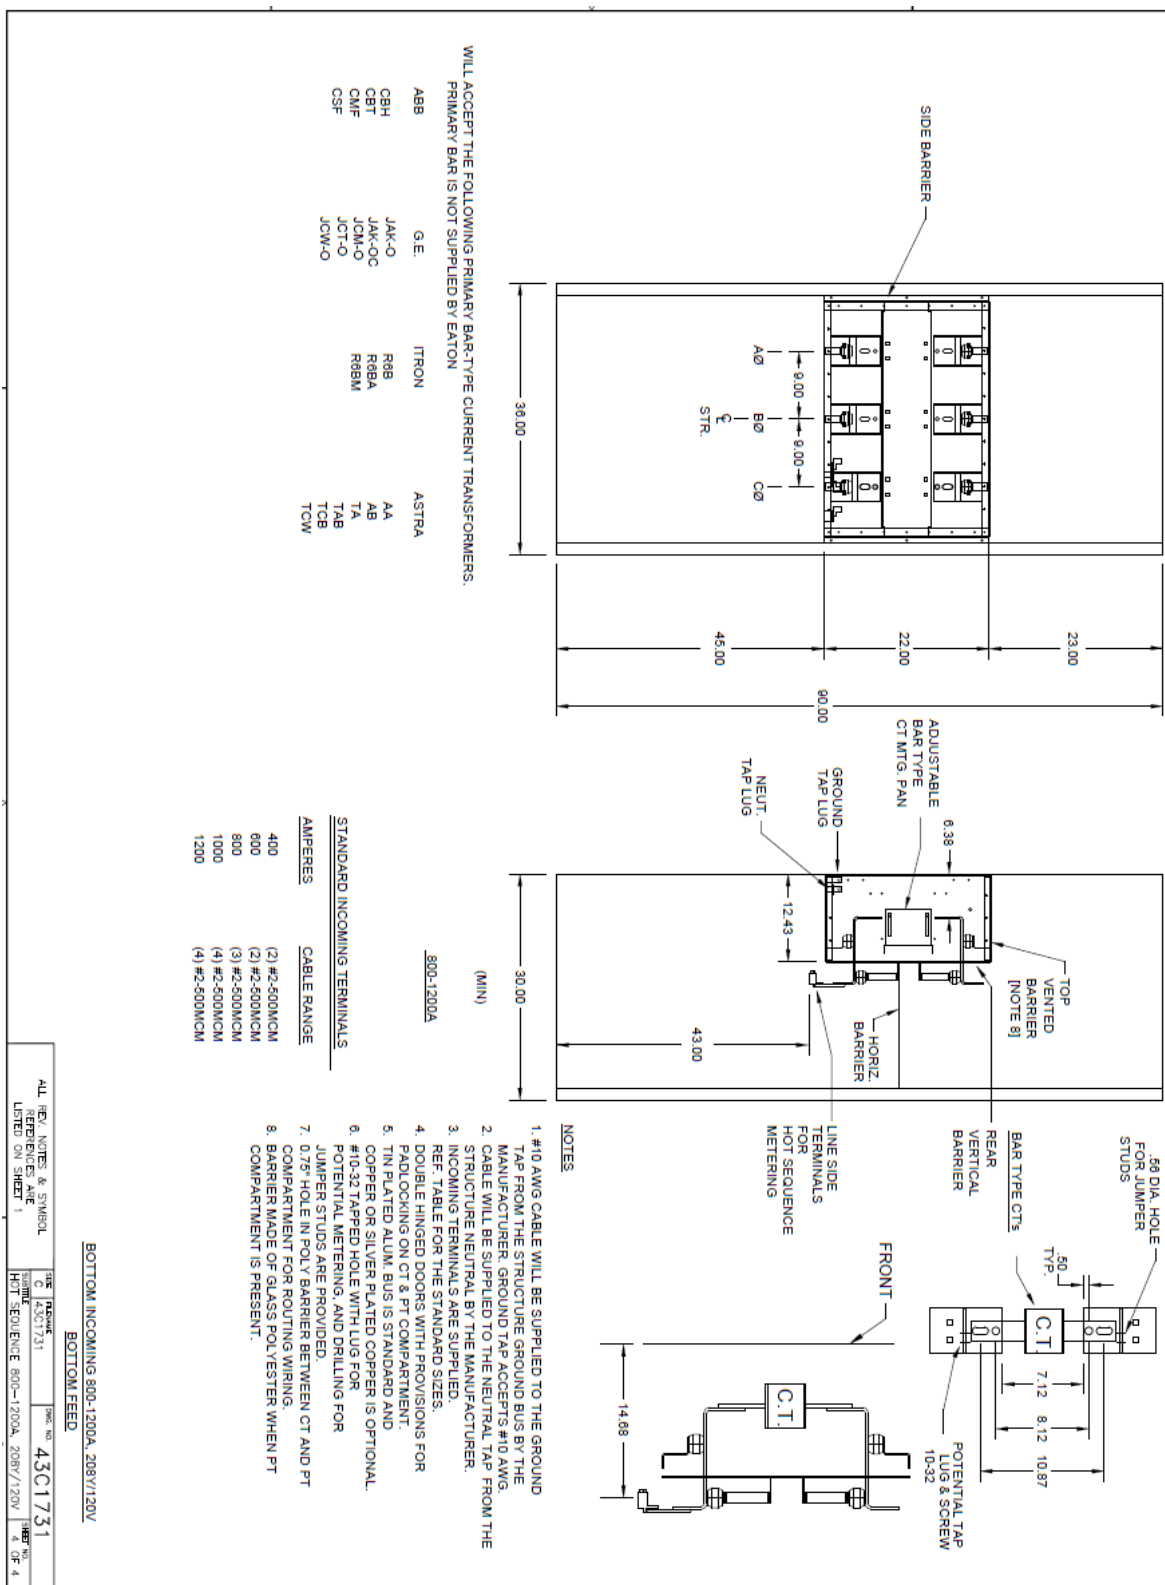 SIDE BARRIER
AØ
BØ
CØ
9.00
9.00
℄
STR.
36.00
23.00
22.00
45.00
90.00
ADJUSTABLE
BAR TYPE
CT MTG. PAN
6.38
GROUND
TAP LUG
NEUT.
TAP LUG
12.43
30.00
(MIN)
800-1200A
43.00
TOP
VENTED
BARRIER
[NOTE 8]
HORIZ.
BARRIER
REAR
VERTICAL
BARRIER
LINE SIDE
TERMINALS
FOR
HOT SEQUENCE
METERING
.56 DIA. HOLE
FOR JUMPER
STUDS
BAR TYPE CT's
.50
TYP.
C.T.
7.12
8.12
10.87
POTENTIAL TAP
LUG & SCREW
10-32
FRONT
C.T.
14.68
WILL ACCEPT THE FOLLOWING PRIMARY BAR-TYPE CURRENT TRANSFORMERS.
PRIMARY BAR IS NOT SUPPLIED BY EATON
ABB G.E. ITRON ASTRA
CBH JAK-O R6B AA
CBT JAK-OC R6BA AB
CMF JCM-O R6BM TA
CSF JCT-O TAB
JCW-O TCB
TCW
STANDARD INCOMING TERMINALS
AMPERES CABLE RANGE
400 (2) #2-500MCM
600 (2) #2-500MCM
800 (3) #2-500MCM
1000 (4) #2-500MCM
1200 (4) #2-500MCM
NOTES
1. #10 AWG CABLE WILL BE SUPPLIED TO THE GROUND
TAP FROM THE STRUCTURE GROUND BUS BY THE
MANUFACTURER. GROUND TAP ACCEPTS #10 AWG.
2. CABLE WILL BE SUPPLIED TO THE NEUTRAL TAP FROM THE
STRUCTURE NEUTRAL BY THE MANUFACTURER.
3. INCOMING TERMINALS ARE SUPPLIED.
REF. TABLE FOR THE STANDARD SIZES.
4. DOUBLE HINGED DOORS WITH PROVISIONS FOR
PADLOCKING ON CT & PT COMPARTMENT.
5. TIN PLATED ALUM. BUS IS STANDARD AND
COPPER OR SILVER PLATED COPPER IS OPTIONAL.
6. #10-32 TAPPED HOLE WITH LUG FOR
POTENTIAL METERING, AND DRILLING FOR
JUMPER STUDS ARE PROVIDED.
7. 0.75" HOLE IN POLY BARRIER BETWEEN CT AND PT
COMPARTMENT FOR ROUTING WIRING.
8. BARRIER MADE OF GLASS POLYESTER WHEN PT
COMPARTMENT IS PRESENT.
BOTTOM INCOMING 800-1200A, 208Y/120V
BOTTOM FEED
ALL REV. NOTES & SYMBOL
REFERENCES ARE
LISTED ON SHEET 1
SIZE
C
FILENAME
43C1731
DWG. NO.
43C1731
SUBTITLE
HOT SEQUENCE 800-1200A, 208Y/120V
SHEET NO.
4 OF 4